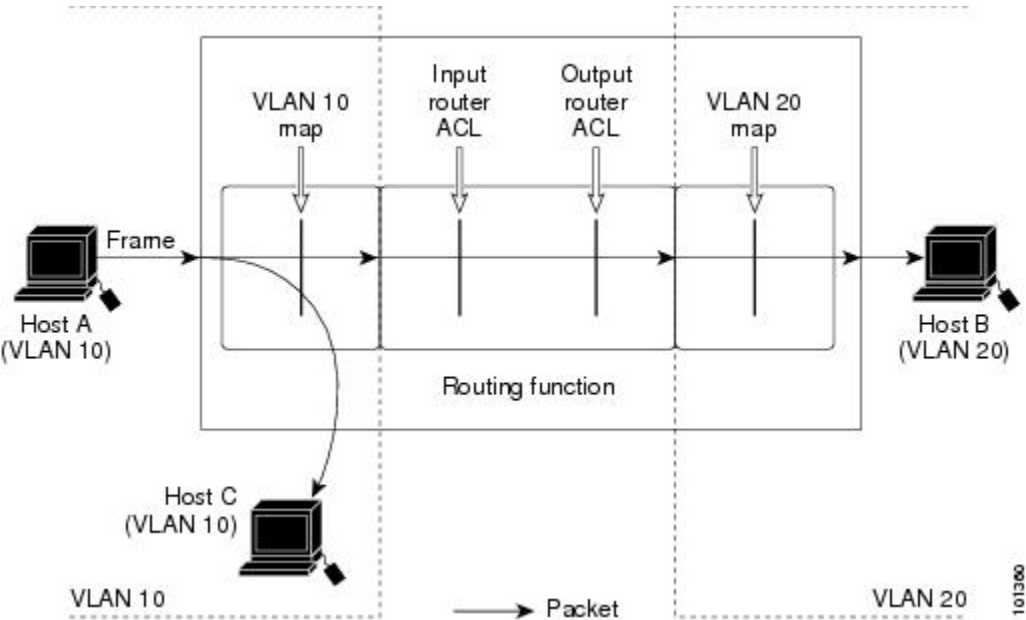 VLAN 10
map
Input
router
ACL
Output
router
ACL
VLAN 20
map
Frame
Host A
(VLAN 10)
Host B
(VLAN 20)
Routing function
Host C
(VLAN 10)
VLAN 10
Packet
VLAN 20
101360